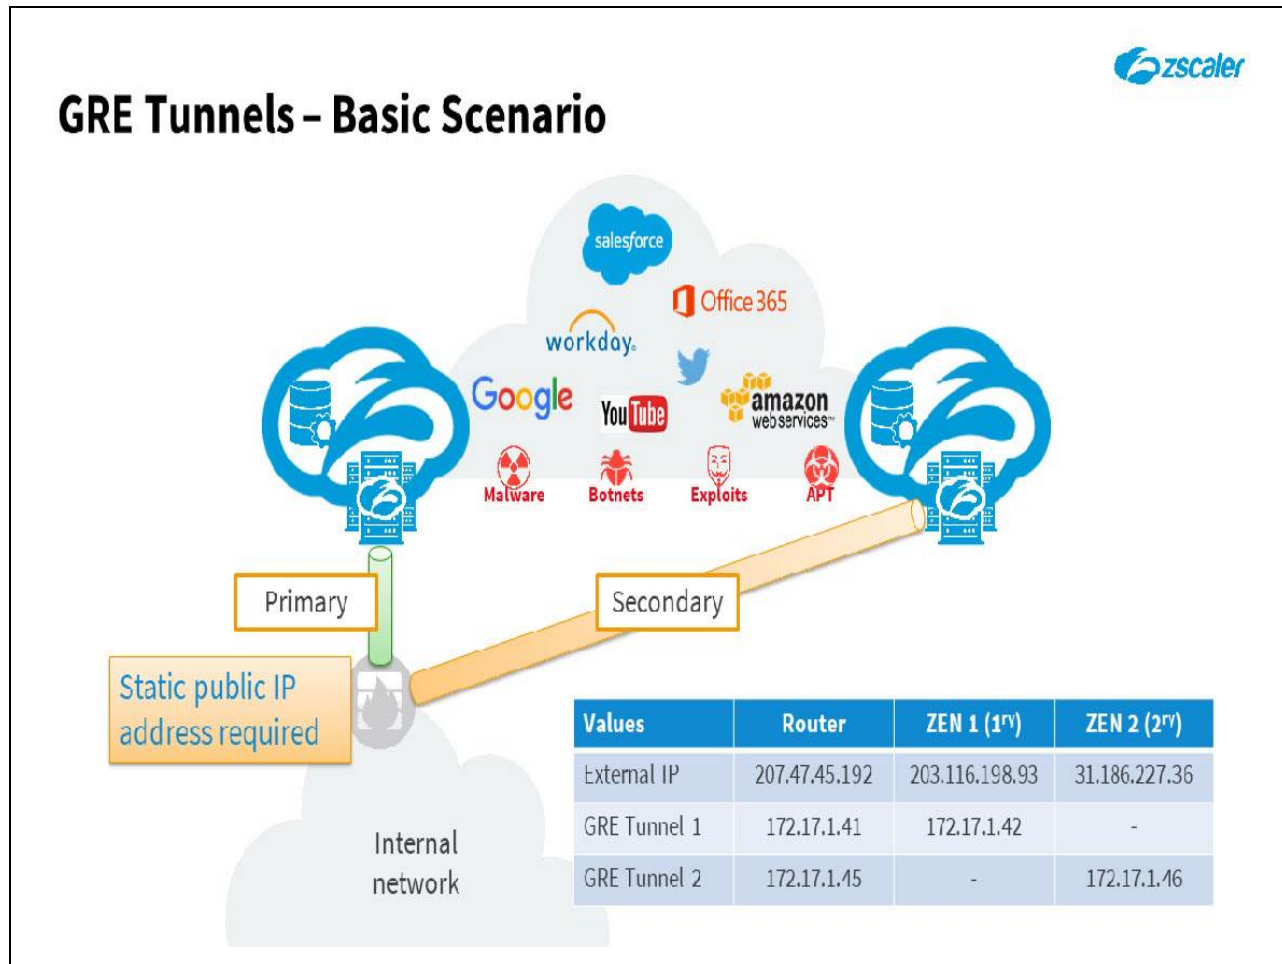 zscaler
GRE Tunnels – Basic Scenario
salesforce
Office 365
workday.
Google
YouTube
amazon
web services™
Malware Botnets Exploits APT
Primary
Secondary
Static public IP
address required
Internal
network
Values Router ZEN 1 (1ry) ZEN 2 (2ry)
External IP 207.47.45.192 203.116.198.93 31.186.227.36
GRE Tunnel 1 172.17.1.41 172.17.1.42 -
GRE Tunnel 2 172.17.1.45 - 172.17.1.46